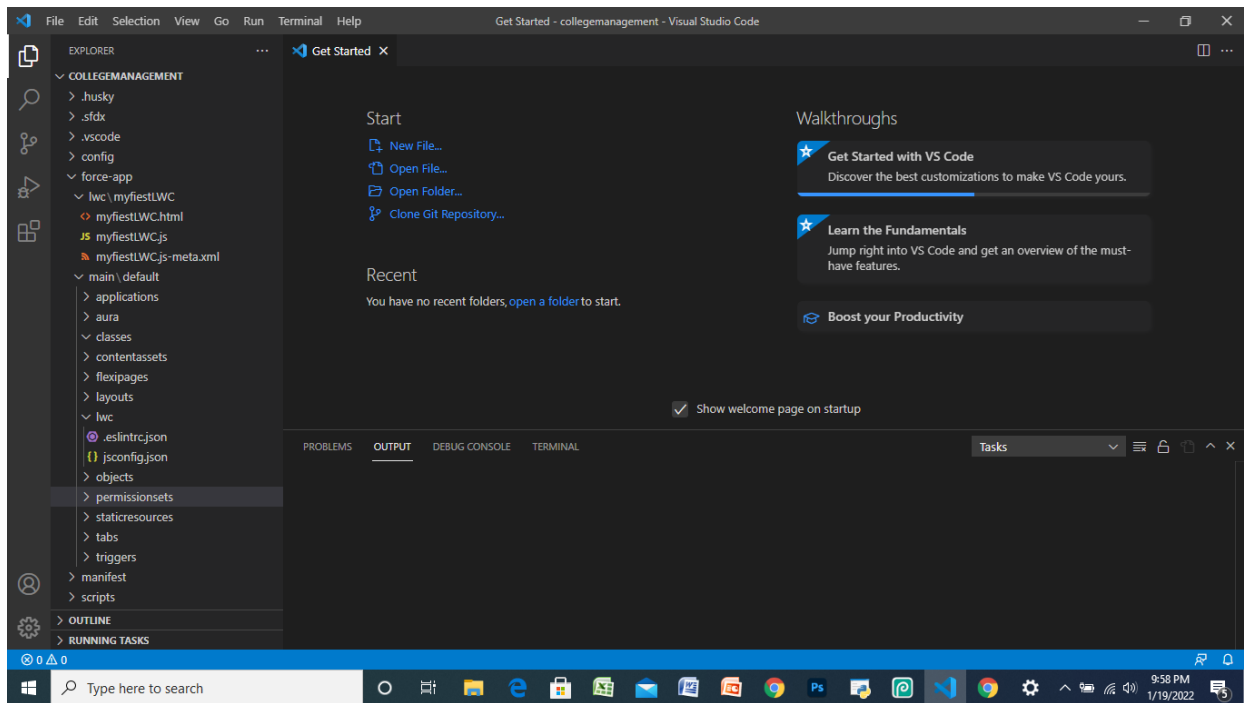 File Edit Selection View Go Run Terminal Help
Get Started - collegemanagement - Visual Studio Code
EXPLORER
Get Started
COLLEGEMANAGEMENT
.husky
.sfdx
.vscode
config
force-app
lwc\myfiestLWC
myfiestLWC.html
JS myfiestLWC.js
myfiestLWC.js-meta.xml
main\default
applications
aura
classes
contentassets
flexipages
layouts
lwc
.eslintrc.json
{} jsconfig.json
objects
permissionsets
staticresources
tabs
triggers
manifest
scripts
OUTLINE
RUNNING TASKS
Start
New File...
Open File...
Open Folder...
Clone Git Repository...
Recent
You have no recent folders, open a folder to start.
Walkthroughs
Get Started with VS Code
Discover the best customizations to make VS Code yours.
Learn the Fundamentals
Jump right into VS Code and get an overview of the must-
have features.
Boost your Productivity
Show welcome page on startup
PROBLEMS OUTPUT DEBUG CONSOLE TERMINAL
Tasks
0 0
Type here to search
Ps
9:58 PM
1/19/2022
5